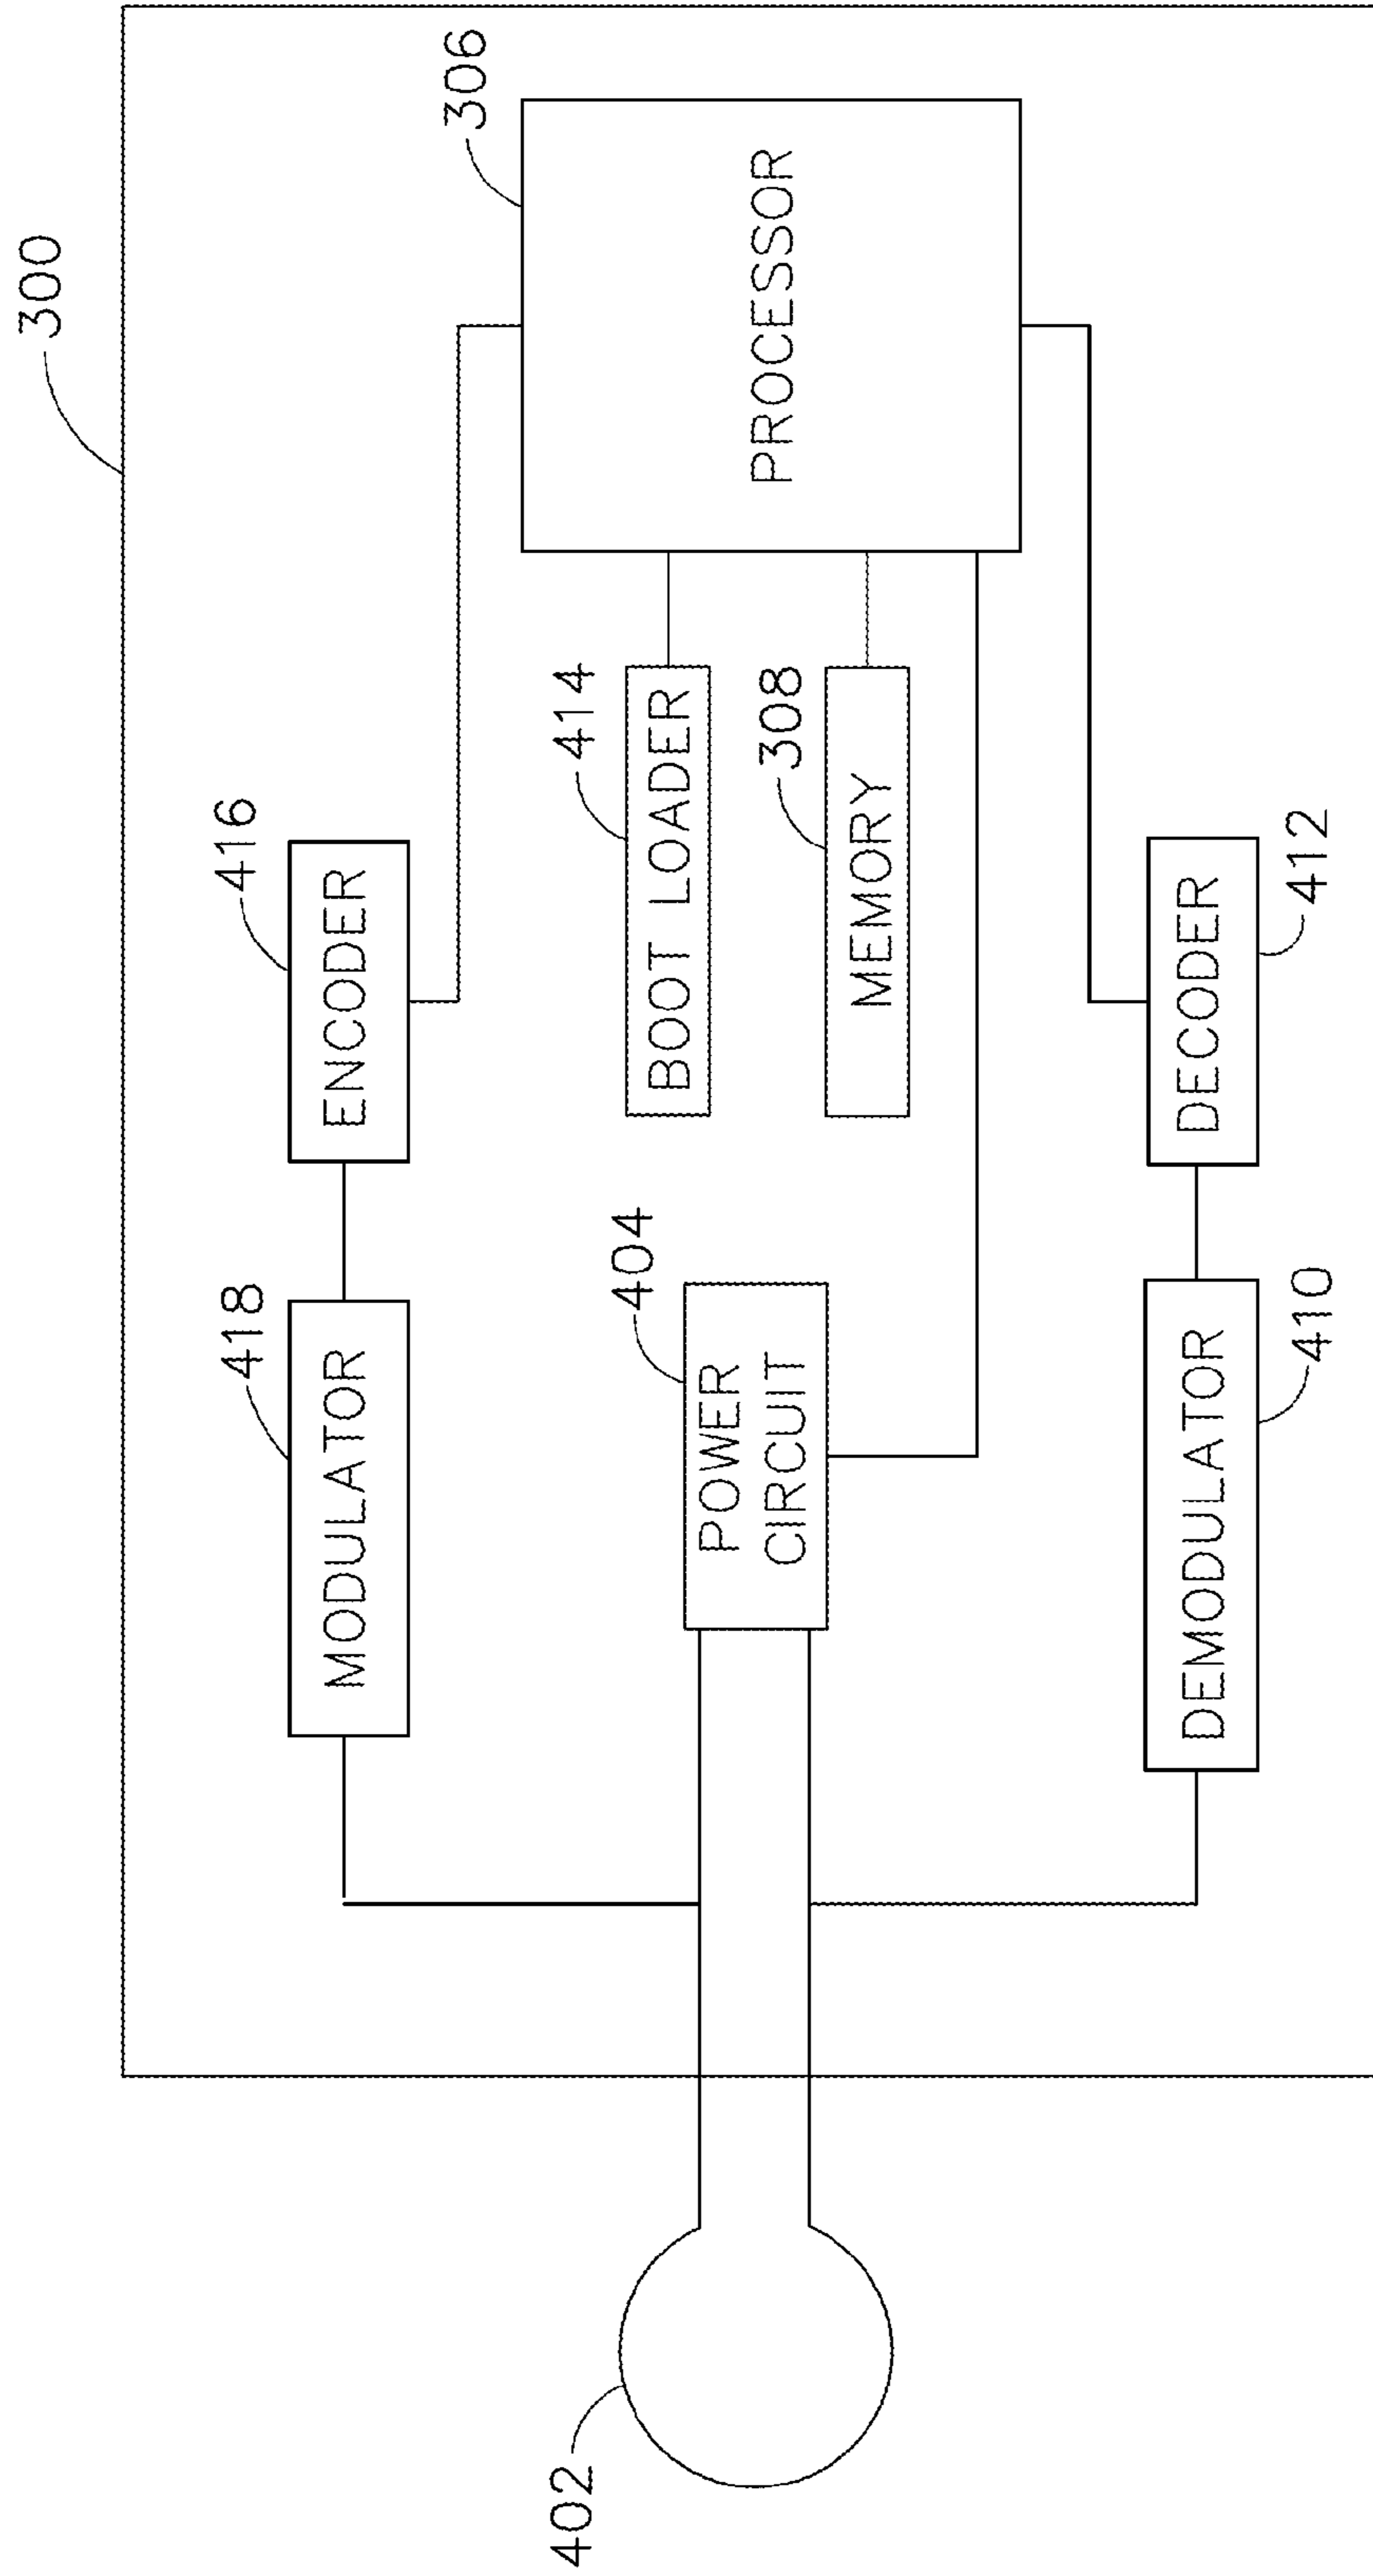 300
306
PROCESSOR
416
ENCODER
418
MODULATOR
414
BOOT LOADER
308
MEMORY
404
POWER
CIRCUIT
412
DECODER
410
DEMODULATOR
402